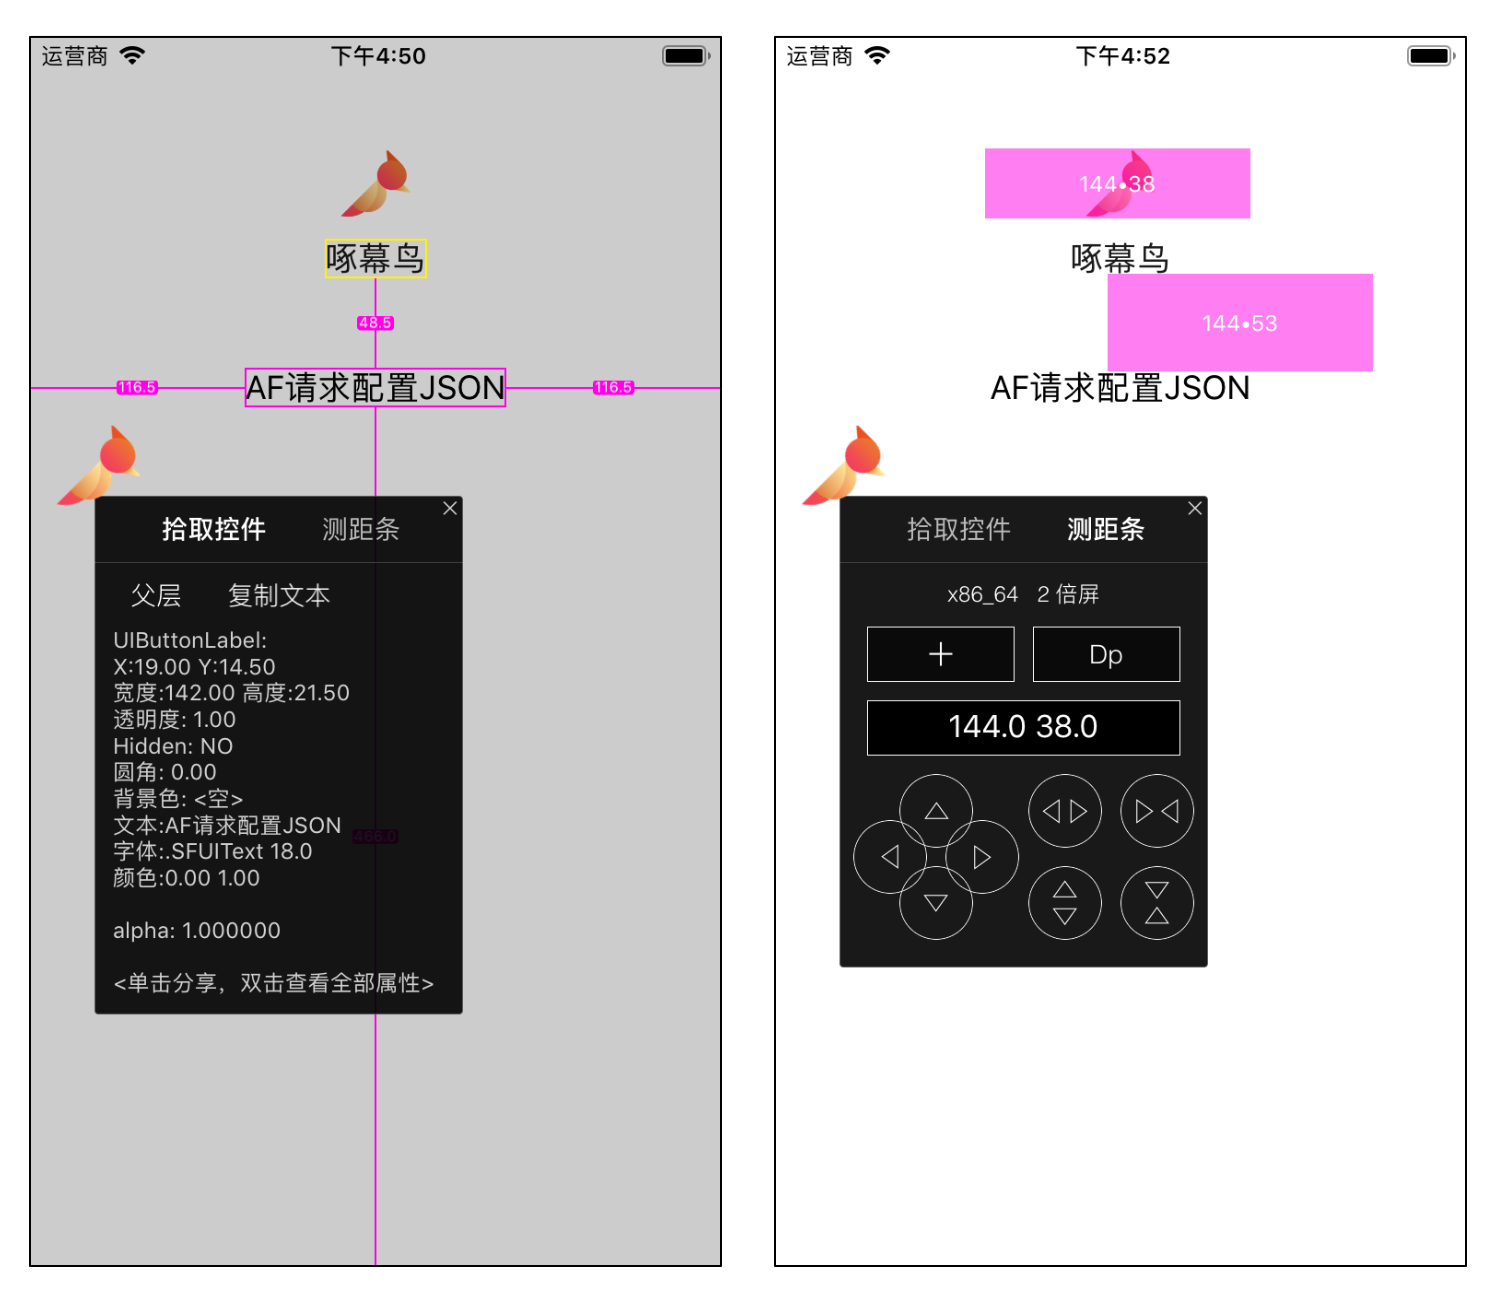 运营商
下午4:50
啄幕鸟
48.5
116.5
AF请求配置JSON
116.5
拾取控件 测距条
父层 复制文本
UIButtonLabel:
X:19.00 Y:14.50
宽度:142.00 高度:21.50
透明度: 1.00
Hidden: NO
圆角: 0.00
背景色: <空>
文本:AF请求配置JSON
字体:.SFUIText 18.0
颜色:0.00 1.00
alpha: 1.000000
<单击分享，双击查看全部属性>
运营商
下午4:52
144•38
啄幕鸟
144•53
AF请求配置JSON
拾取控件 测距条
x86_64 2 倍屏
Dp
144.0 38.0